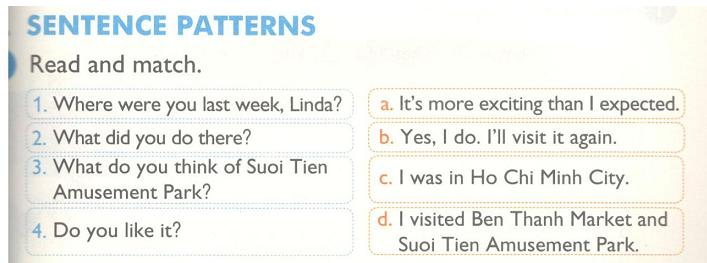 SENTENCE PATTERNS
Read and match.
1. Where were you last week, Linda?
2. What did you do there?
3. What do you think of Suoi Tien
Amusement Park?
4. Do you like it?
a. It's more exciting than I expected.
b. Yes, I do. I'll visit it again.
c. I was in Ho Chi Minh City.
d. I visited Ben Thanh Market and
Suoi Tien Amusement Park.